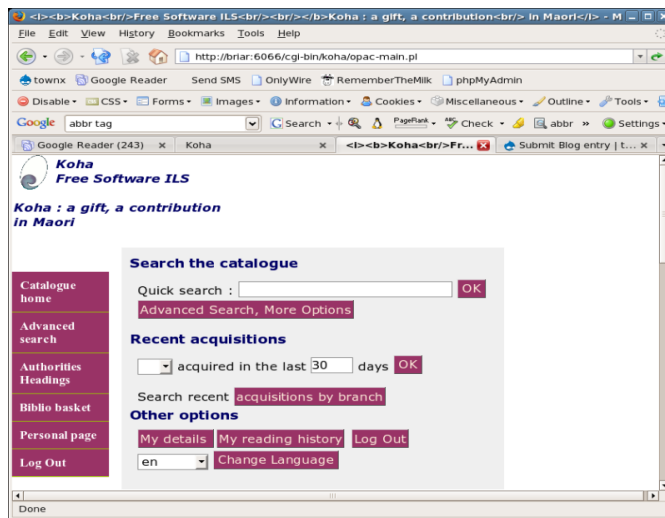 <I><b>Koha<br/>Free Software ILS<br/><br/></b>Koha : a gift, a contribution<br/> in Maori</I> - M
File Edit View History Bookmarks Tools Help
http://briar:6066/cgi-bin/koha/opac-main.pl
townx Google Reader Send SMS OnlyWire RememberTheMilk phpMyAdmin
Disable CSS Forms Images Information Cookies Miscellaneous Outline Tools
Google abbr tag Search PageRank Check abbr » Settings
Google Reader (243) x Koha x <I><b>Koha<br/>Fr... Submit Blog entry | t... x
Koha
Free Software ILS
Koha : a gift, a contribution
in Maori
Search the catalogue
Quick search : OK
Advanced Search, More Options
Recent acquisitions
acquired in the last 30 days OK
Search recent acquisitions by branch
Other options
My details My reading history Log Out
en Change Language
Catalogue
home
Advanced
search
Authorities
Headings
Biblio basket
Personal page
Log Out
Done